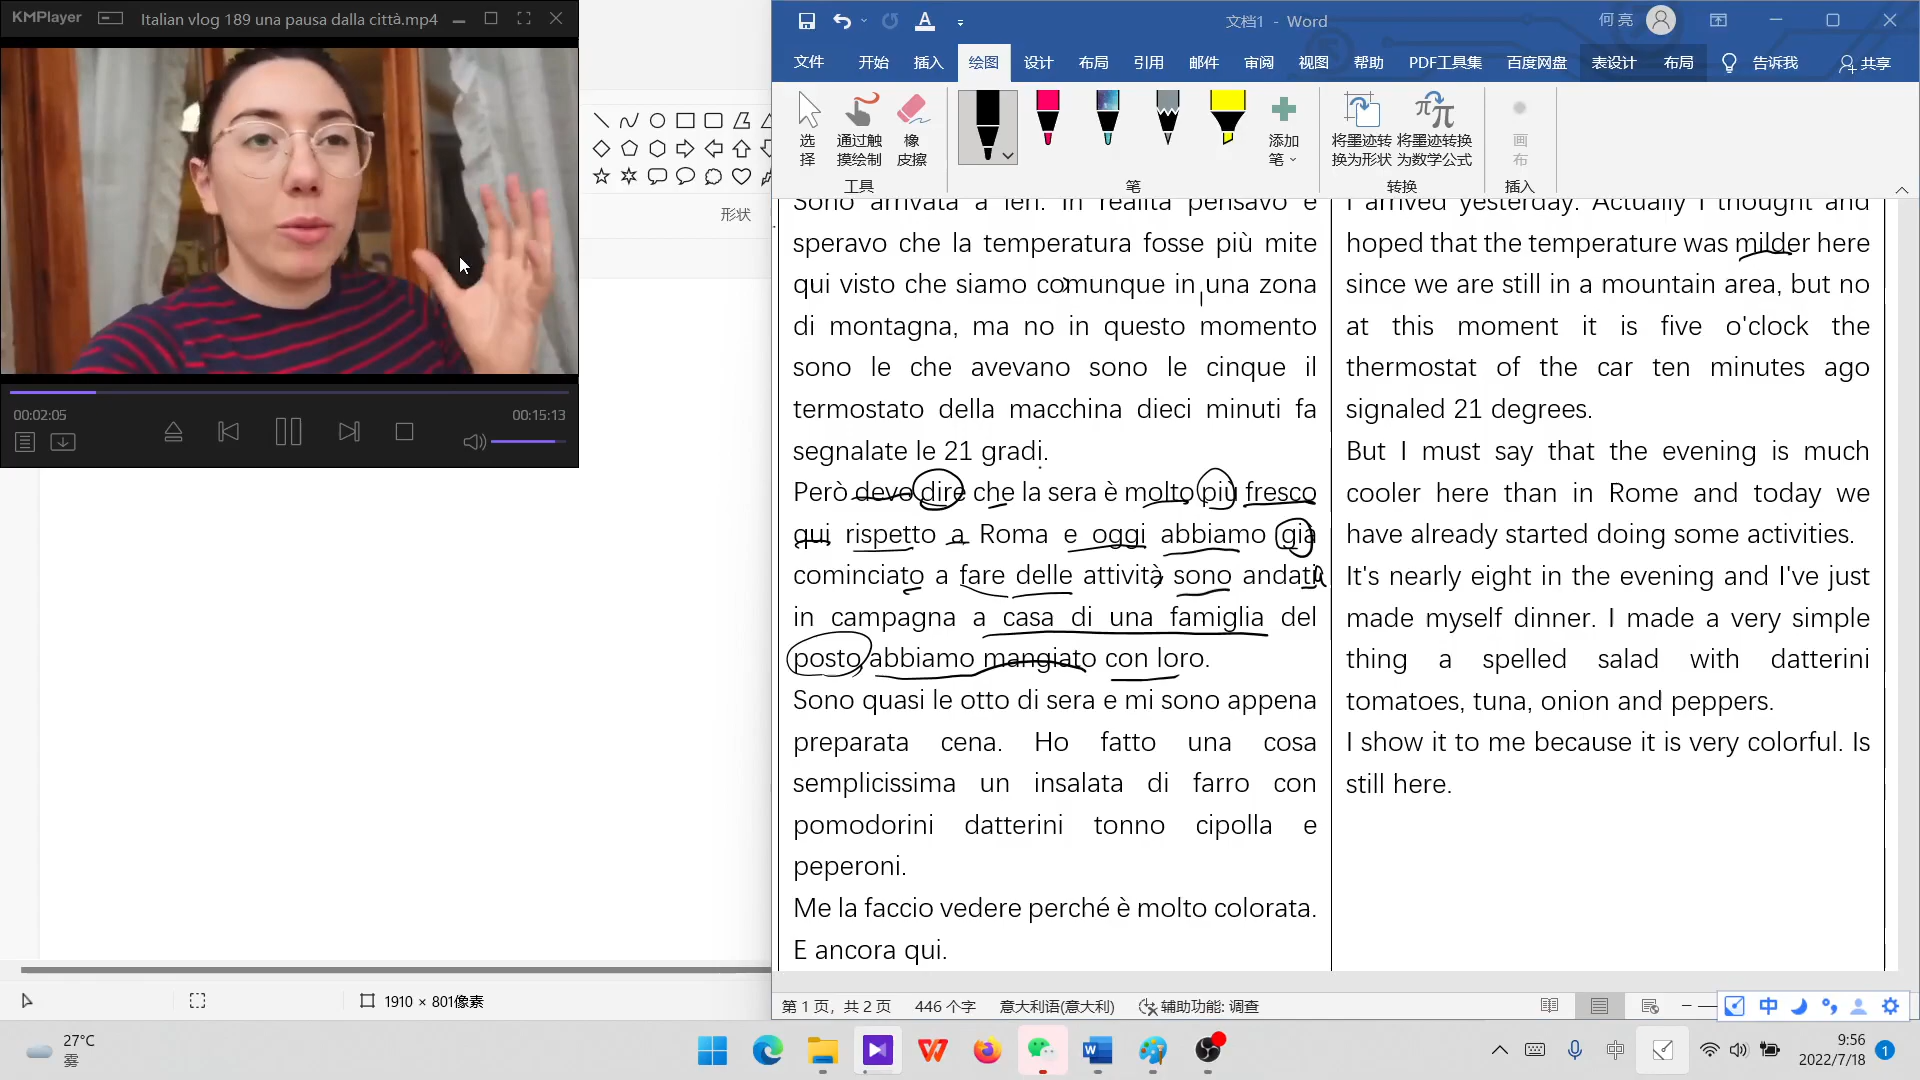 KMPlayer
Italian vlog 189 una pausa dalla città.mp4
00:02:05
00:15:13
形状
1910 × 801像素
文档1 - Word
何 亮
文件 开始 插入 绘图 设计 布局 引用 邮件 审阅 视图 帮助 PDF工具集 百度网盘 表设计 布局 告诉我 共享
选择
通过触摸绘制
橡皮擦
添加笔
将墨迹转换为形状
将墨迹转换为数学公式
画布
工具
笔
转换
插入
Sono arrivata a ieri. In realtà pensavo e
speravo che la temperatura fosse più mite
qui visto che siamo comunque in una zona
di montagna, ma no in questo momento
sono le che avevano sono le cinque il
termostato della macchina dieci minuti fa
segnalate le 21 gradi.
Però devo dire che la sera è molto più fresco
qui rispetto a Roma e oggi abbiamo già
cominciato a fare delle attività sono andati
in campagna a casa di una famiglia del
posto abbiamo mangiato con loro.
Sono quasi le otto di sera e mi sono appena
preparata cena. Ho fatto una cosa
semplicissima un insalata di farro con
pomodorini datterini tonno cipolla e
peperoni.
Me la faccio vedere perché è molto colorata.
E ancora qui.
I arrived yesterday. Actually I thought and
hoped that the temperature was milder here
since we are still in a mountain area, but no
at this moment it is five o'clock the
thermostat of the car ten minutes ago
signaled 21 degrees.
But I must say that the evening is much
cooler here than in Rome and today we
have already started doing some activities.
It's nearly eight in the evening and I've just
made myself dinner. I made a very simple
thing a spelled salad with datterini
tomatoes, tuna, onion and peppers.
I show it to me because it is very colorful. Is
still here.
第 1 页，共 2 页 446 个字 意大利语(意大利) 辅助功能: 调查
中
27°C
雾
中
9:56
2022/7/18
1